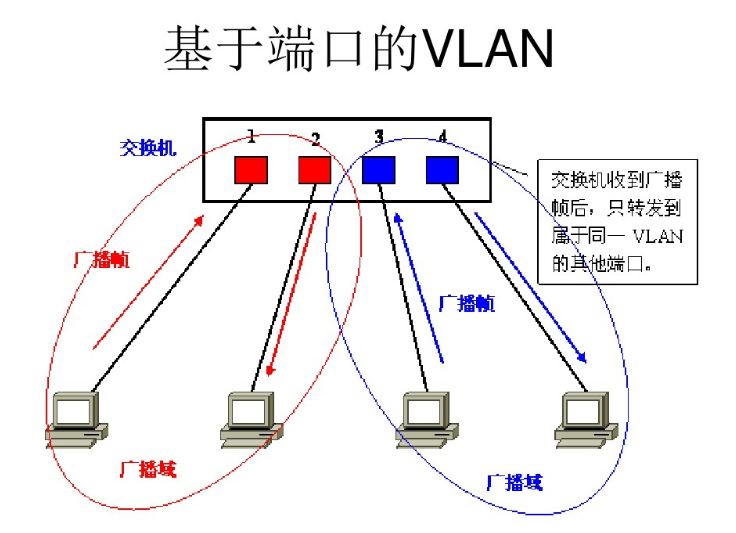 基于端口的VLAN
交换机
1
2
3
4
交换机收到广播
帧后，只转发到
属于同一 VLAN
的其他端口。
广播帧
广播帧
广播域
广播域